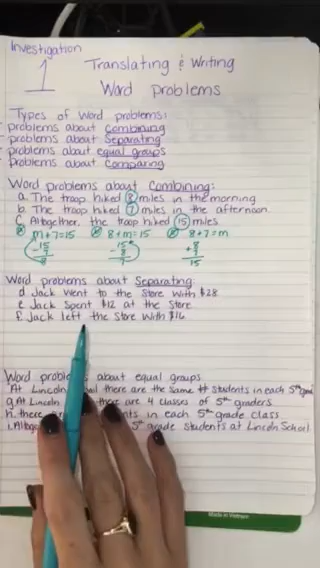 Investigation
1
Translating & Writing
Word Problems
Types of Word problems:
problems about Combining
problems about Separating
problems about equal groups
problems about Comparing
Word problems about Combining:
a. The troop hiked 8 miles in the morning
b. The troop hiked 7 miles in the afternoon
c. Altogether, the troop hiked 15 miles
m+7=15
8+m=15
8+7=m
15
-7
8
15
-8
7
+8
7
15
Word problems about Separating:
d Jack went to the Store with $28
e Jack Spent $12 at the Store
f. Jack left the Store with $16
Word about equal groups
At Lincoln there are the same # students in each 5th
g. At Lincoln there are 4 classes of 5th graders
h. there in each 5th grade class.
i. 5th grade students at Lincoln School
Made in Vietnam